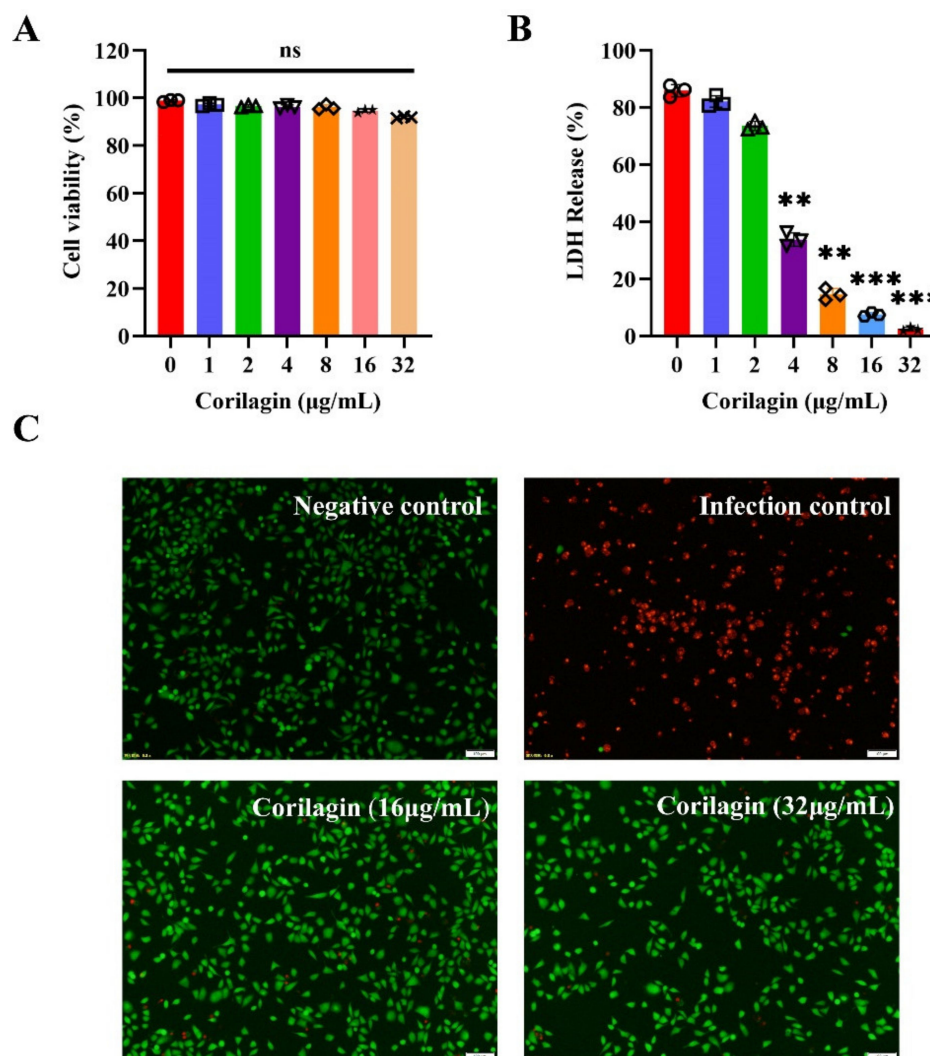 A
B
ns
120
100
80
60
40
20
0
Cell viability (%)
0 1 2 4 8 16 32
Corilagin (μg/mL)
100
80
60
40
20
0
LDH Release (%)
** ** *** ***
0 1 2 4 8 16 32
Corilagin (μg/mL)
C
Negative control
Infection control
Corilagin (16μg/mL)
Corilagin (32μg/mL)